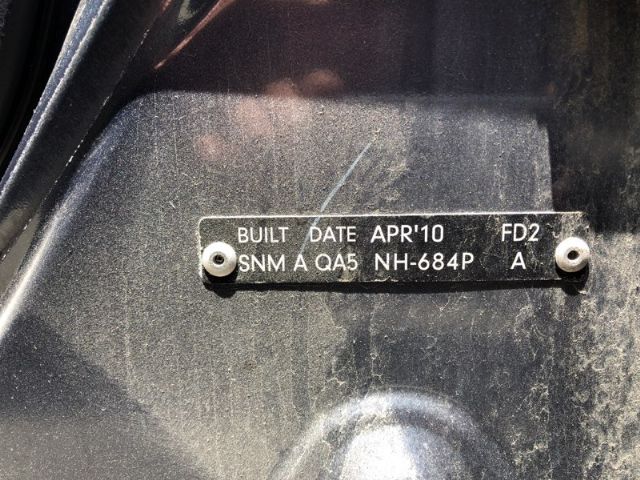 BUILT DATE APR'10 FD2
SNM A QA5 NH-684P A